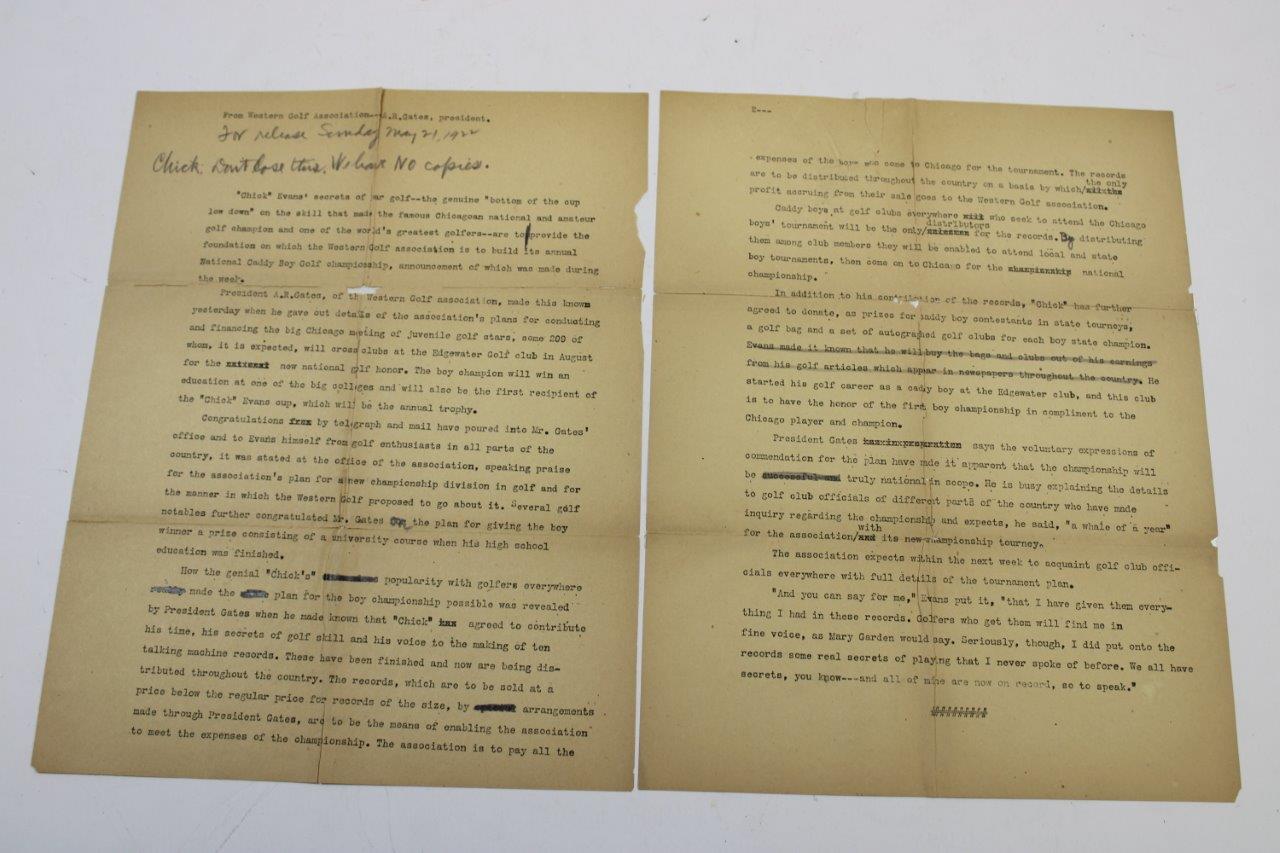 From Western Golf Association--A.R.Gates, president.
For release Sunday May 21, 1922
Chick. Don't lose this. We have NO copies.
"Chick" Evans' secrets of par golf--the genuine "bottom of the cup
low down" on the skill that made the famous Chicagoan national and amateur
golf champion and one of the world's greatest golfers--are to provide the
foundation on which the Western Golf association is to build its annual
National Caddy Boy Golf championship, announcement of which was made during
the week.
President A.R.Gates, of the Western Golf association, made this known
yesterday when he gave out details of the association's plans for conducting
and financing the big Chicago meeting of juvenile golf stars, some 200 of
whom, it is expected, will cross clubs at the Edgewater Golf club in August
for the new national golf honor. The boy champion will win an
education at one of the big colleges and will also be the first recipient of
the "Chick" Evans cup, which will be the annual trophy.
Congratulations by telegraph and mail have poured into Mr. Gates'
office and to Evans himself from golf enthusiasts in all parts of the
country, it was stated at the office of the association, speaking praise
for the association's plan for a new championship division in golf and for
the manner in which the Western Golf proposed to go about it. Several golf
notables further congratulated Mr. Gates on the plan for giving the boy
winner a prize consisting of a university course when his high school
education was finished.
How the genial "Chick's" popularity with golfers everywhere
made the plan for the boy championship possible was revealed
by President Gates when he made known that "Chick" agreed to contribute
his time, his secrets of golf skill and his voice to the making of ten
talking machine records. These have been finished and now are being dis-
tributed throughout the country. The records, which are to be sold at a
price below the regular price for records of the size, by arrangements
made through President Gates, are to be the means of enabling the association
to meet the expenses of the championship. The association is to pay all the
2---
expenses of the boys who come to Chicago for the tournament. The records
are to be distributed throughout the country on a basis by which/the only
profit accruing from their sale goes to the Western Golf association.
Caddy boys at golf clubs everywhere who seek to attend the Chicago
boys' tournament will be the only/distributors for the records. By distributing
them among club members they will be enabled to attend local and state
boy tournaments, then come on to Chicago for the national
championship.
In addition to his contribution of the records, "Chick" has further
agreed to donate, as prizes for caddy boy contestants in state tourneys,
a golf bag and a set of autographed golf clubs for each boy state champion.
Evans made it known that he will buy the bags and clubs out of his earnings
from his golf articles which appar in newspapers throughout the country. He
started his golf career as a cady boy at the Edgewater club, and this club
is to have the honor of the first boy championship in compliment to the
Chicago player and champion.
President Gates says the voluntary expressions of
commendation for the plan have made it apparent that the championship will
be successful and truly national in scope. He is busy explaining the details
to golf club officials of different parts of the country who have made
inquiry regarding the championship and expects, he said, "a whale of a year"
for the association/with its new championship tourney.
The association expects within the next week to acquaint golf club offi-
cials everywhere with full details of the tournament plan.
"And you can say for me," Evans put it, "that I have given them every-
thing I had in these records. Golfers who get them will find me in
fine voice, as Mary Garden would say. Seriously, though, I did put onto the
records some real secrets of playing that I never spoke of before. We all have
secrets, you know---and all of mine are now on record, so to speak."
##########